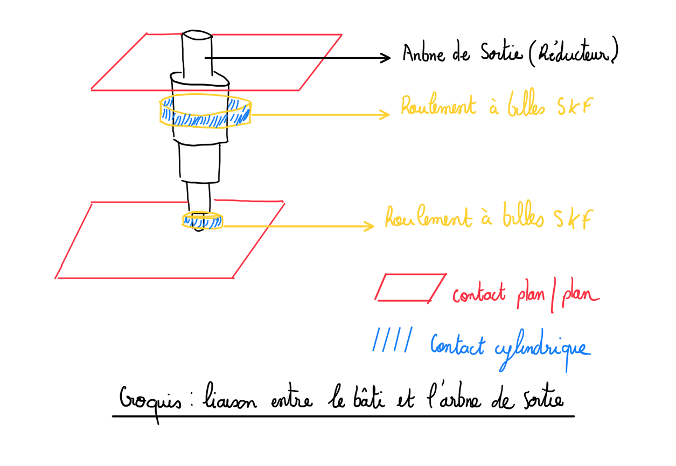 Arbre de Sortie (Réducteur)
Roulement à billes SKF
Roulement à billes SKF
contact plan/plan
Contact cylindrique
Croquis : liaison entre le bâti et l'arbre de sortie